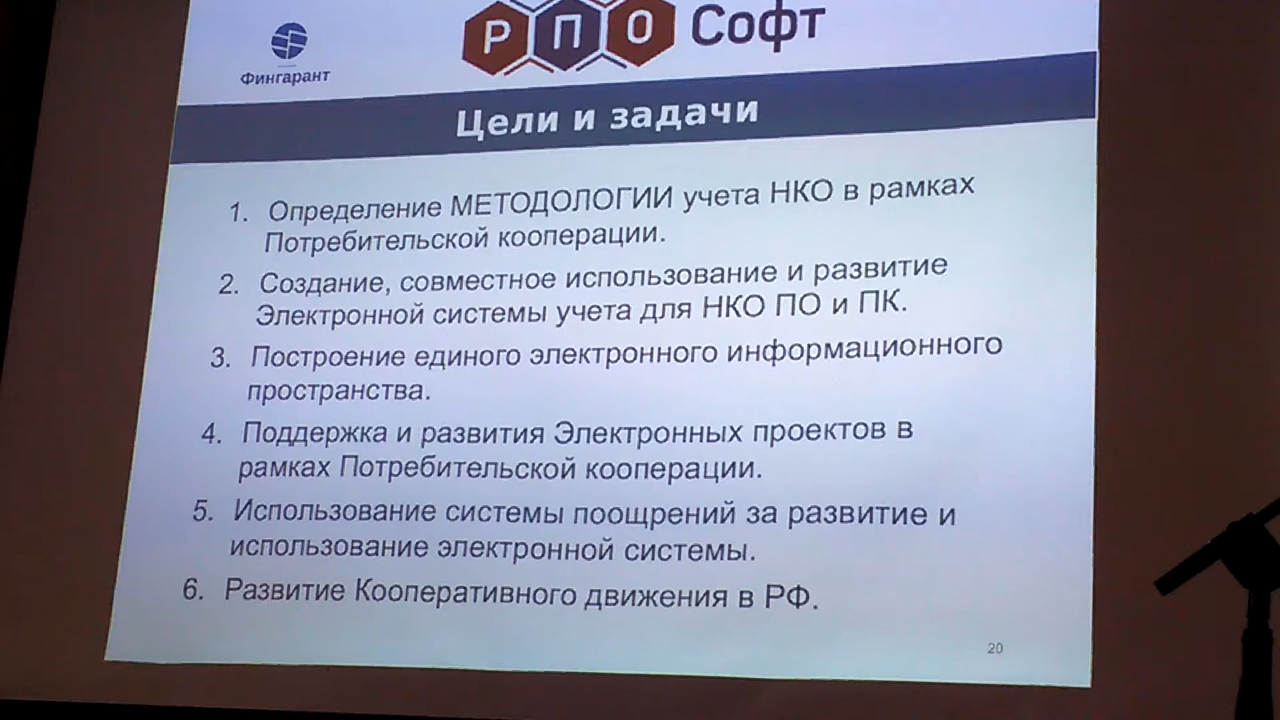 РПО Софт
Фингарант
Цели и задачи
1. Определение МЕТОДОЛОГИИ учета НКО в рамках
Потребительской кооперации.
2. Создание, совместное использование и развитие
Электронной системы учета для НКО ПО и ПК.
3. Построение единого электронного информационного
пространства.
4. Поддержка и развития Электронных проектов в
рамках Потребительской кооперации.
5. Использование системы поощрений за развитие и
использование электронной системы.
6. Развитие Кооперативного движения в РФ.
20